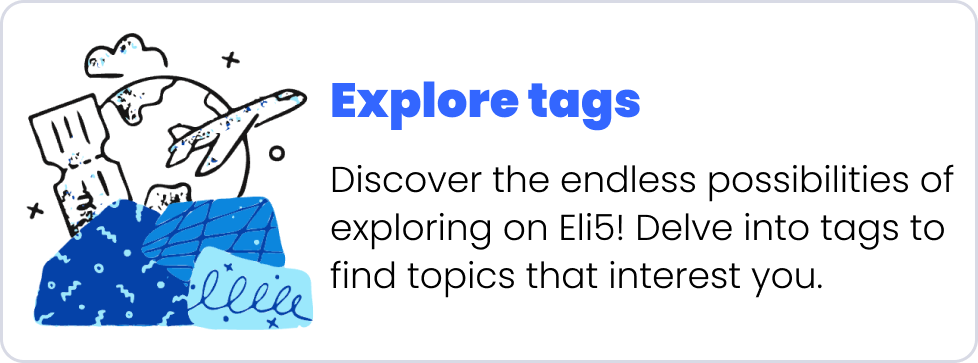 Explore tags
Discover the endless possibilities of
exploring on Eli5! Delve into tags to
find topics that interest you.